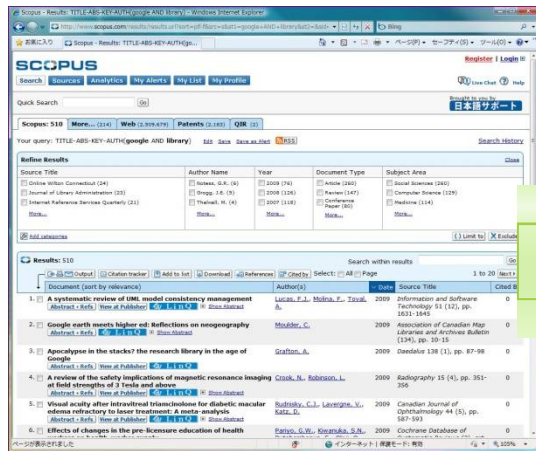 Scopus - Results: TITLE-ABS-KEY-AUTH(google AND library) - Windows Internet Explorer
Bing
お気に入り Scopus - Results: TITLE-ABS-KEY-AUTH(go... ページ(P) セーフティ(S) ツール(O)
SCOPUS
Register | Login
Search Sources Analytics My Alerts My List My Profile
Live Chat Help
Quick Search Go
Brought to you by
日本語サポート
Scopus: 510 More... (214) Web (2,509,679) Patents (2,183) QIR (2)
Your query: TITLE-ABS-KEY-AUTH(google AND library) Edit Save Save as Alert RSS Search History
Refine Results Close
Source Title Author Name Year Document Type Subject Area
Online Wilton Connecticut (24) Notess, G.R. (6) 2009 (76) Article (260) Social Sciences (260)
Journal of Library Administration (23) Gregg, J.E. (5) 2008 (126) Review (147) Computer Science (129)
Internet Reference Services Quarterly (21) Thelwall, M. (4) 2007 (118) Conference Paper (80) Medicine (114)
More... More... More... More... More...
Add categories Limit to Exclude
Results: 510 Search within results Go
Output Citation tracker Add to list Download References Cited by Select: All Page 1 to 20 Next
Document (sort by relevance) Author(s) Date Source Title Cited B
1. A systematic review of UML model consistency management Lucas, F.J., Molina, F., Toval, A. 2009 Information and Software Technology 51 (12), pp. 1631-1645 0
Abstract + Refs View at Publisher LinQ Show Abstract
2. Google earth meets higher ed: Reflections on neogeography Moulder, C. 2009 Association of Canadian Map Libraries and Archives Bulletin (134), pp. 10-15 0
Abstract + Refs LinQ Show Abstract
3. Apocalypse in the stacks? the research library in the age of Google Grafton, A. 2009 Daedalus 138 (1), pp. 87-98 0
Abstract + Refs View at Publisher LinQ
4. A review of the safety implications of magnetic resonance imaging at field strengths of 3 Tesla and above Crook, N., Robinson, L. 2009 Radiography 15 (4), pp. 351-356 0
Abstract + Refs View at Publisher LinQ Show Abstract
5. Visual acuity after intravitreal triamcinolone for diabetic macular edema refractory to laser treatment: A meta-analysis Rudnisky, C.J., Lavergne, V., Katz, D. 2009 Canadian Journal of Ophthalmology 44 (5), pp. 587-593 0
Abstract + Refs View at Publisher LinQ Show Abstract
6. Effects of changes in the pre-licensure education of health Pariyo, G.W., Kiwanuka, S.N., 2009 Cochrane Database of 0
ページが表示されました インターネット | 保護モード: 有効 105%